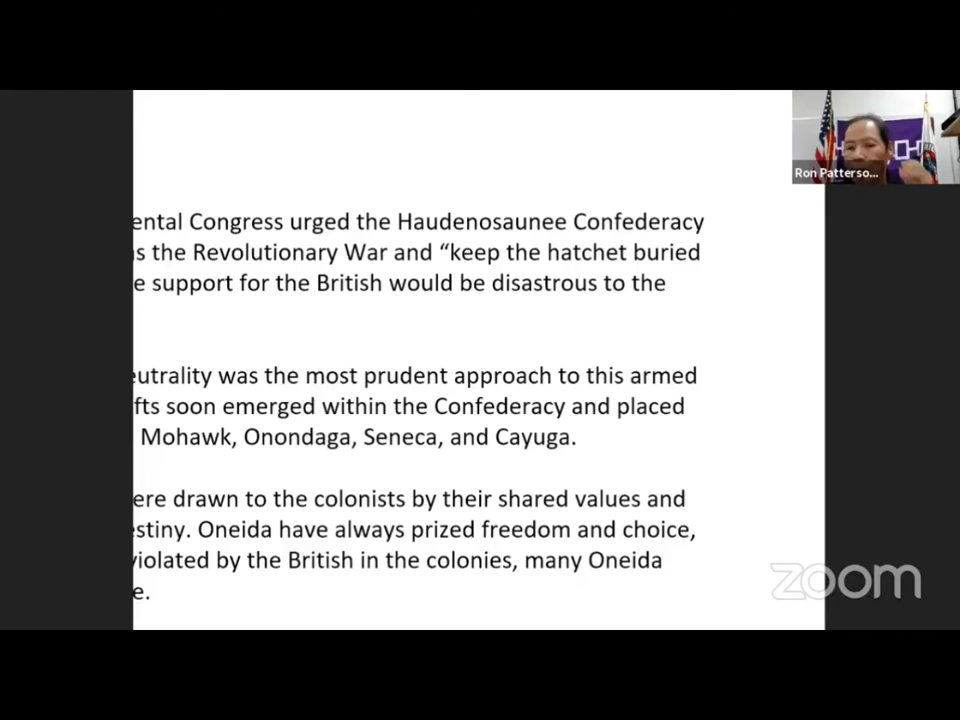 ental Congress urged the Haudenosaunee Confederacy
s the Revolutionary War and “keep the hatchet buried
e support for the British would be disastrous to the
eutrality was the most prudent approach to this armed
fts soon emerged within the Confederacy and placed
Mohawk, Onondaga, Seneca, and Cayuga.
ere drawn to the colonists by their shared values and
estiny. Oneida have always prized freedom and choice,
violated by the British in the colonies, many Oneida
e.
Ron Patterso...
zoom